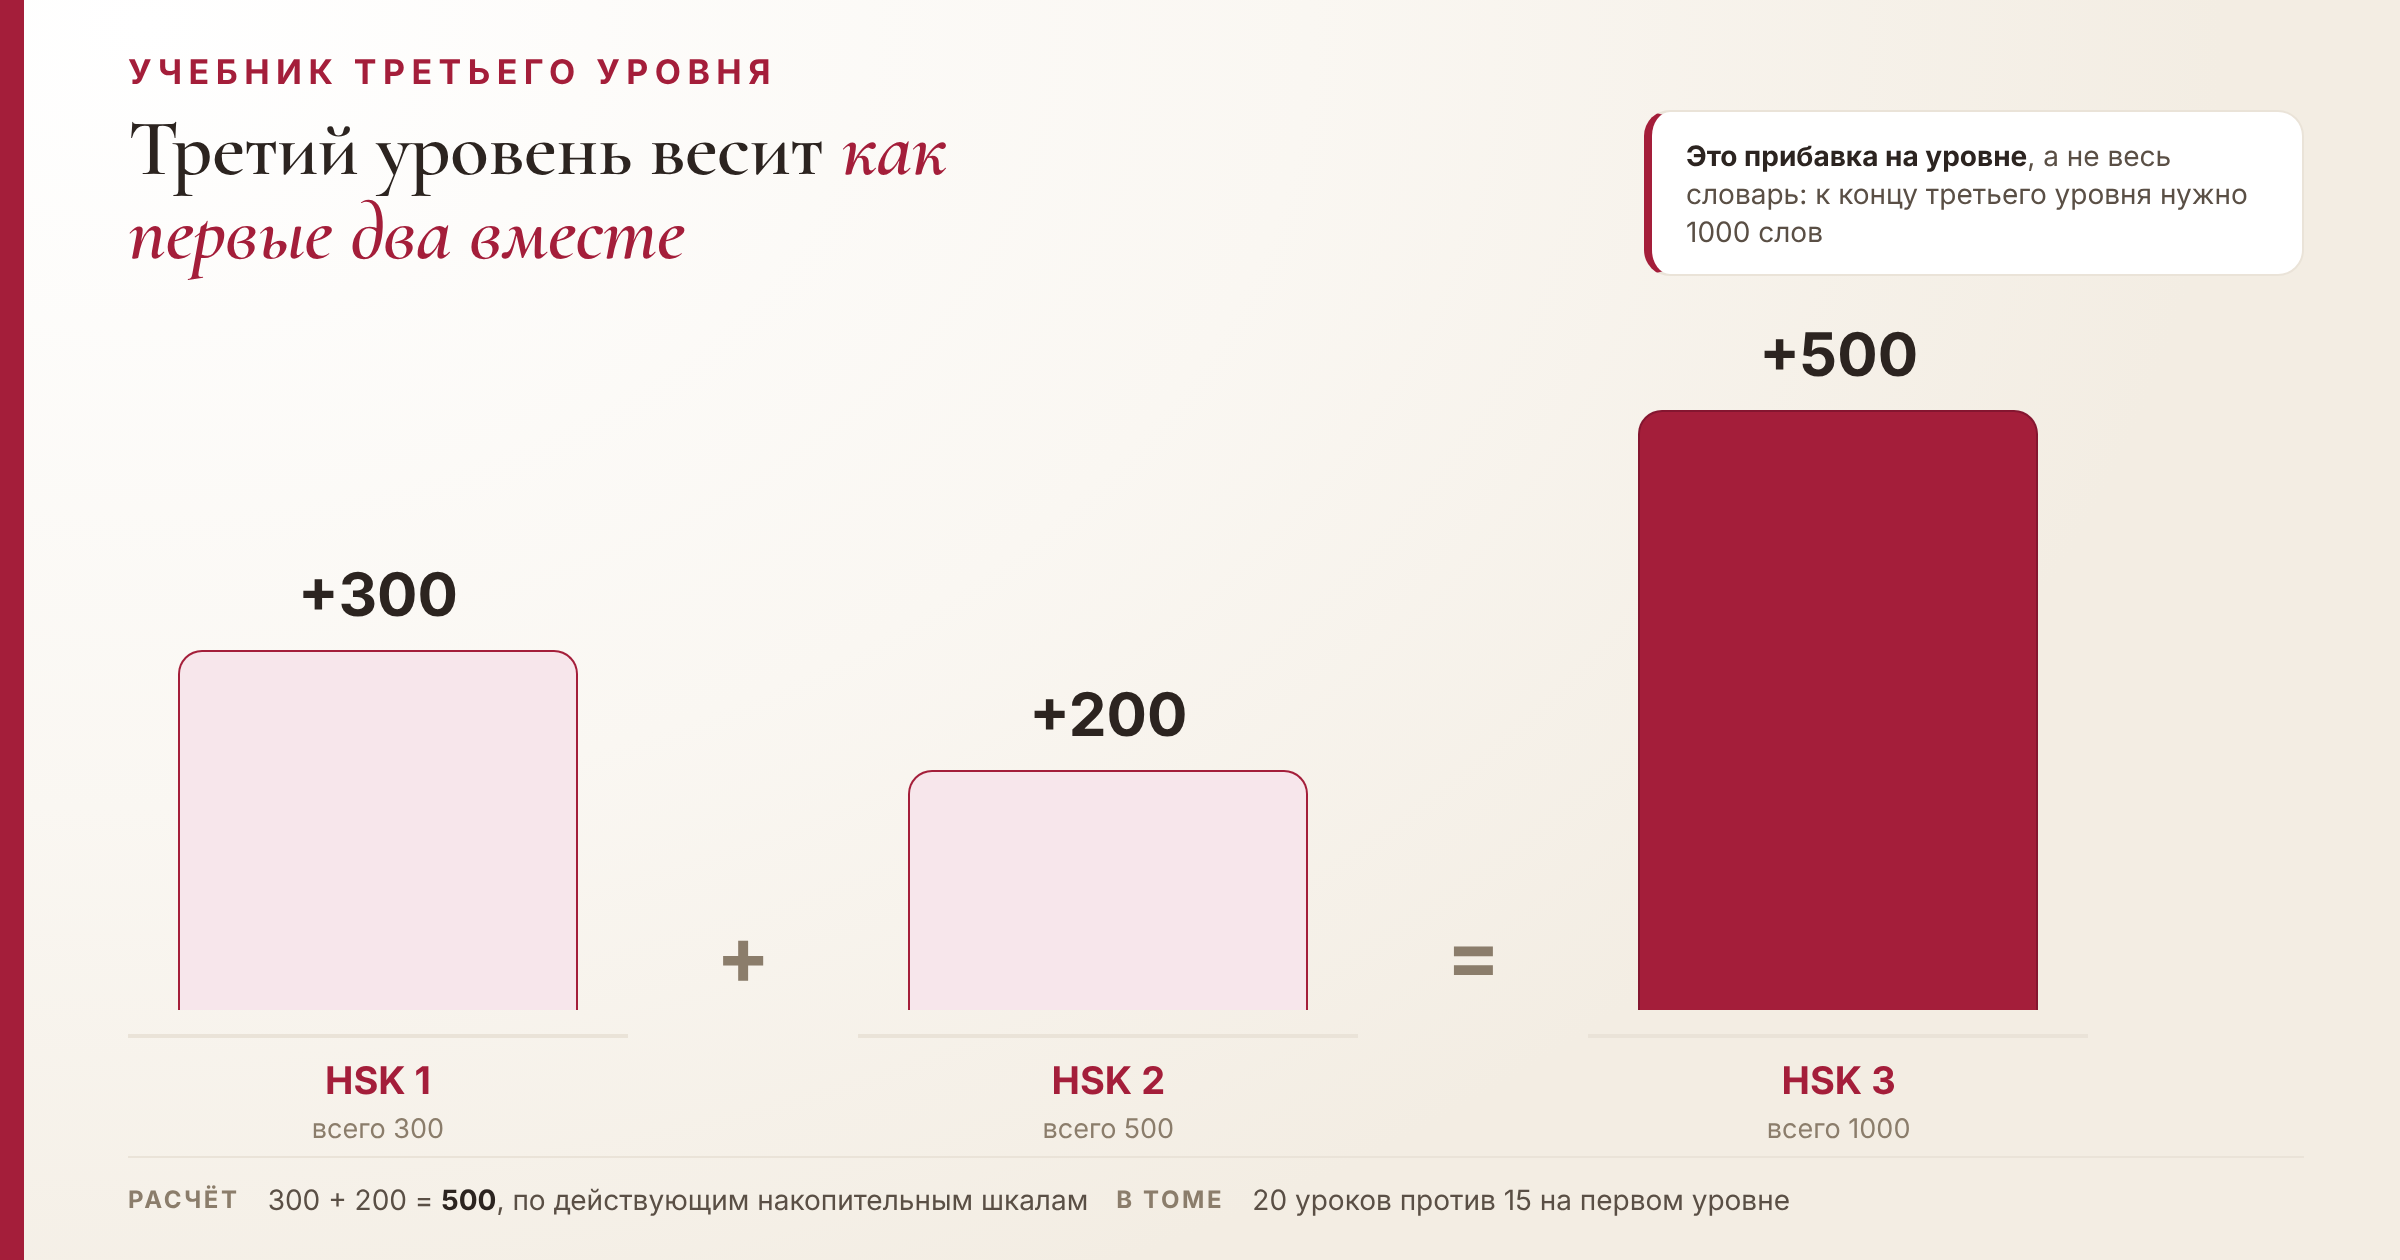 УЧЕБНИК ТРЕТЬЕГО УРОВНЯ
Третий уровень весит как
первые два вместе
Это прибавка на уровне, а не весь
словарь: к концу третьего уровня нужно
1000 слов
+300
+
+200
=
+500
HSK 1
всего 300
HSK 2
всего 500
HSK 3
всего 1000
РАСЧЁТ 300 + 200 = 500, по действующим накопительным шкалам В ТОМЕ 20 уроков против 15 на первом уровне